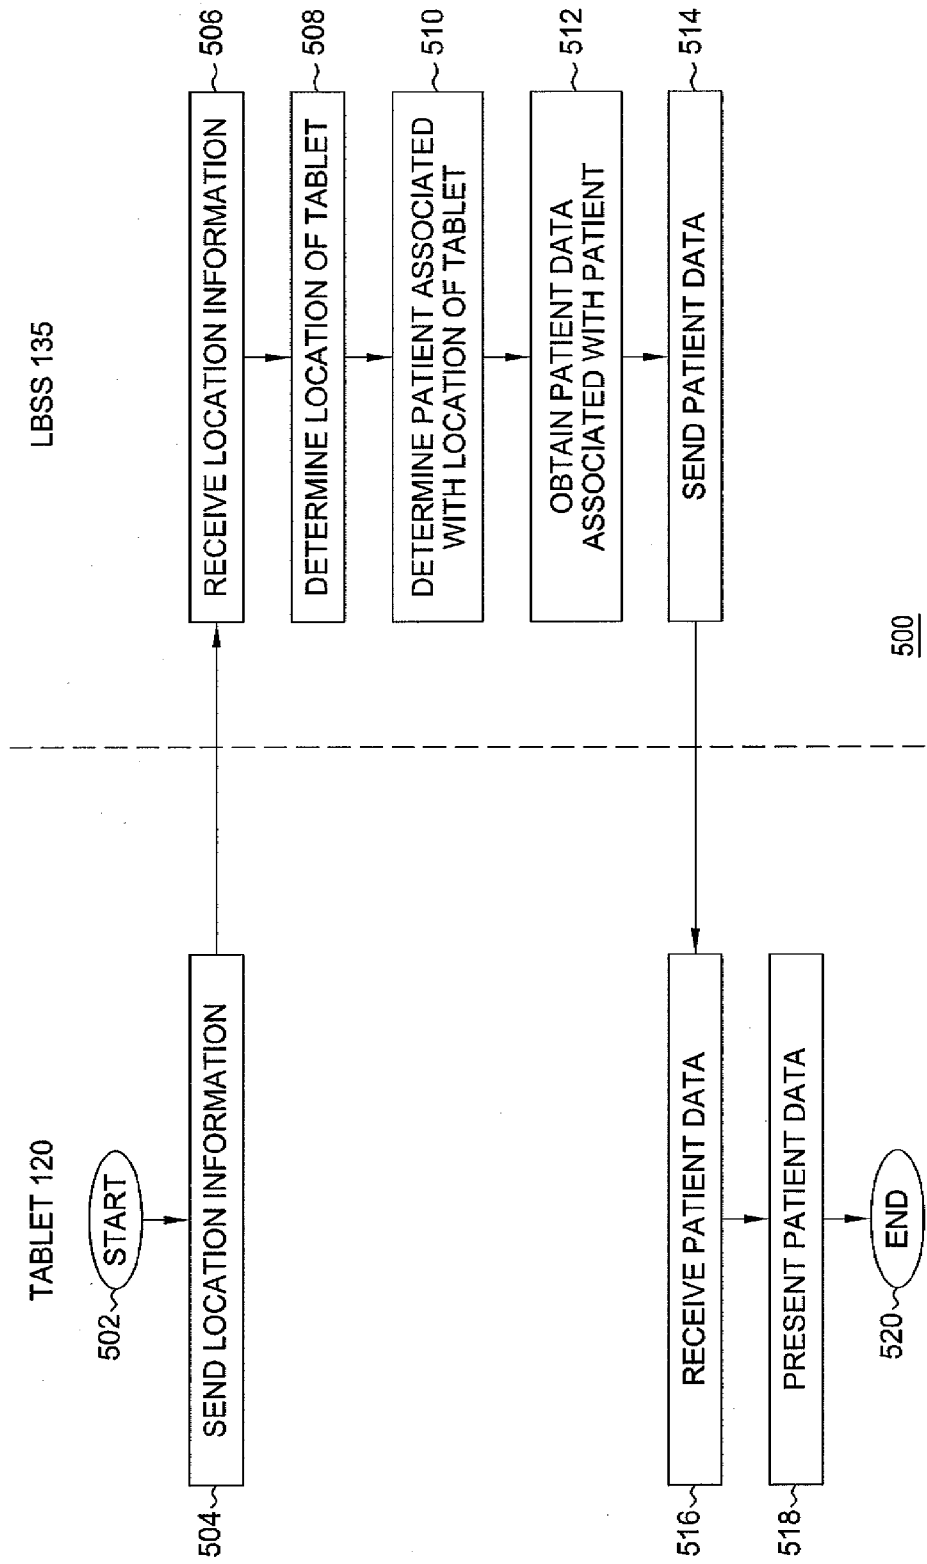 TABLET 120
LBSS 135
502
START
504
SEND LOCATION INFORMATION
RECEIVE LOCATION INFORMATION
506
DETERMINE LOCATION OF TABLET
508
DETERMINE PATIENT ASSOCIATED
WITH LOCATION OF TABLET
510
OBTAIN PATIENT DATA
ASSOCIATED WITH PATIENT
512
SEND PATIENT DATA
514
516
RECEIVE PATIENT DATA
518
PRESENT PATIENT DATA
520
END
500